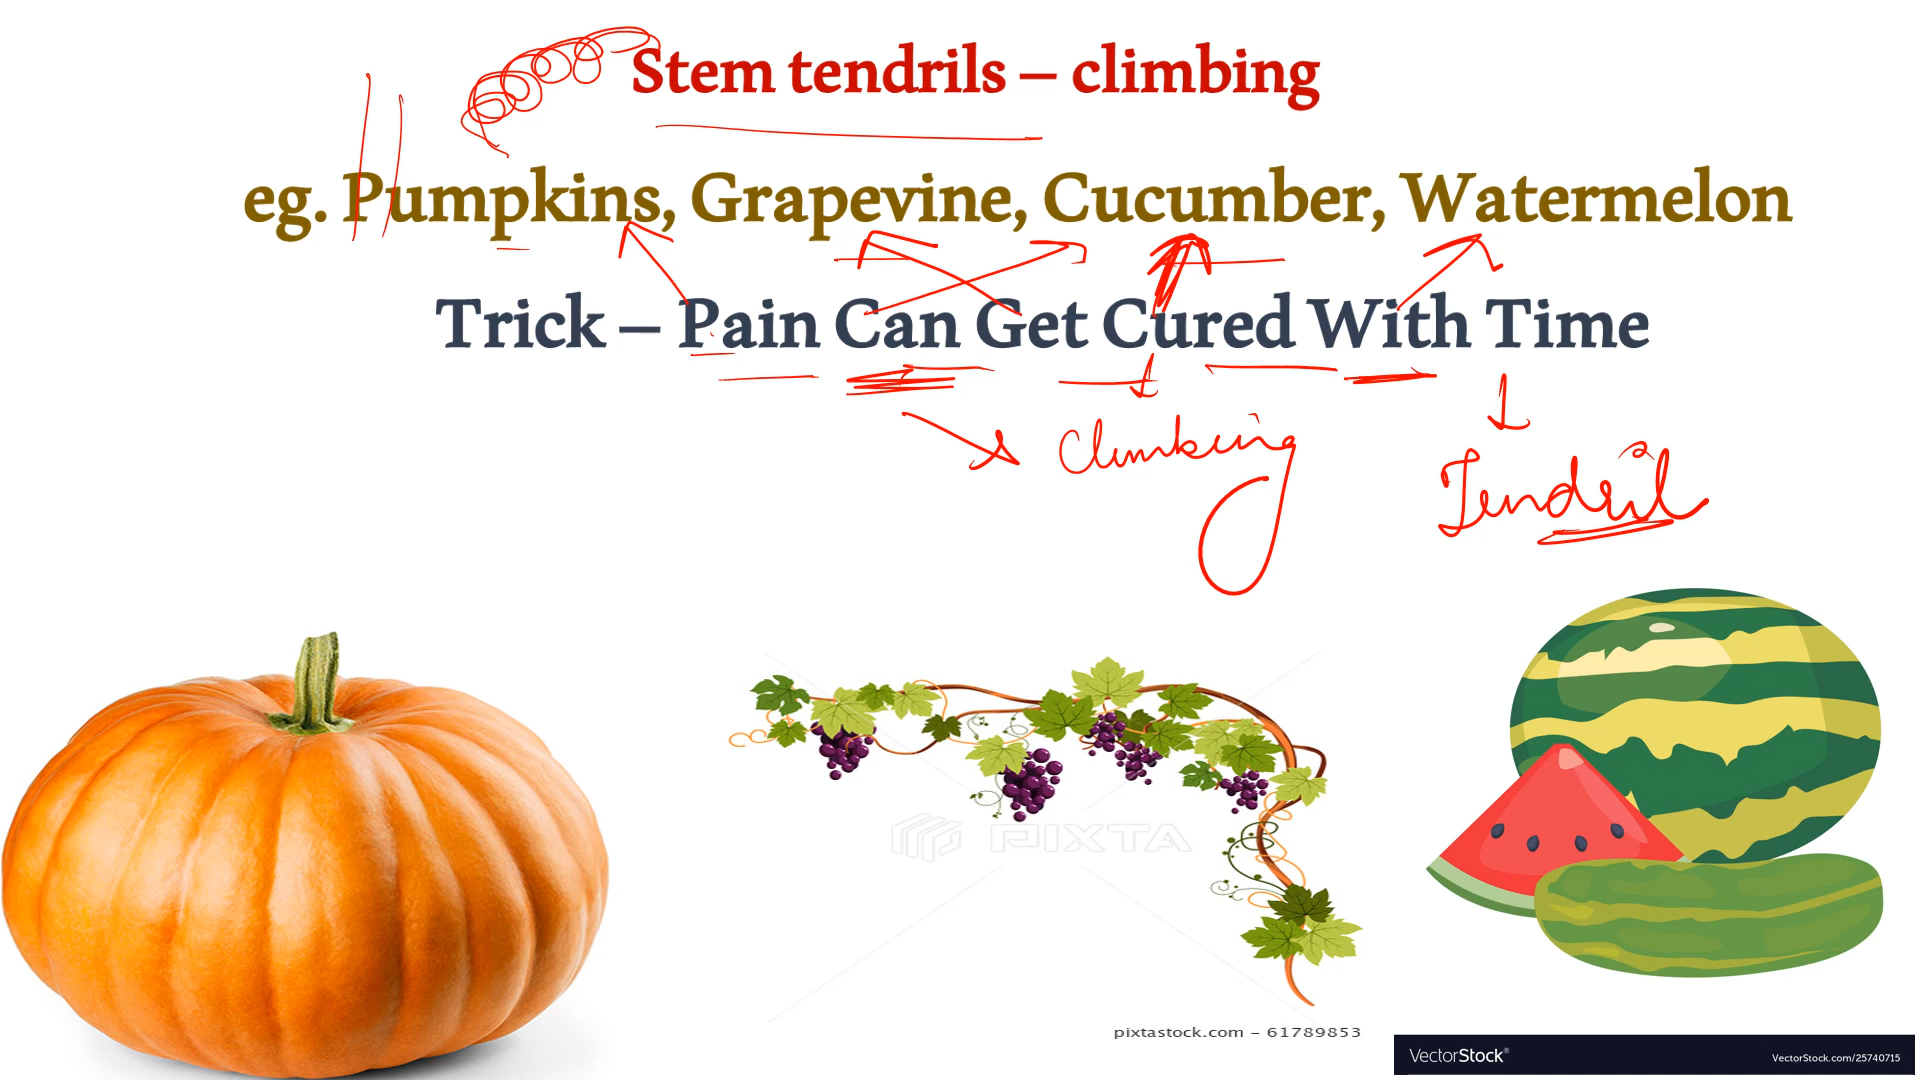 Stem tendrils – climbing
eg. Pumpkins, Grapevine, Cucumber, Watermelon
Trick – Pain Can Get Cured With Time
Climbing
Tendril
PIXTA
pixtastock.com – 61789853
VectorStock®
VectorStock.com/25740715